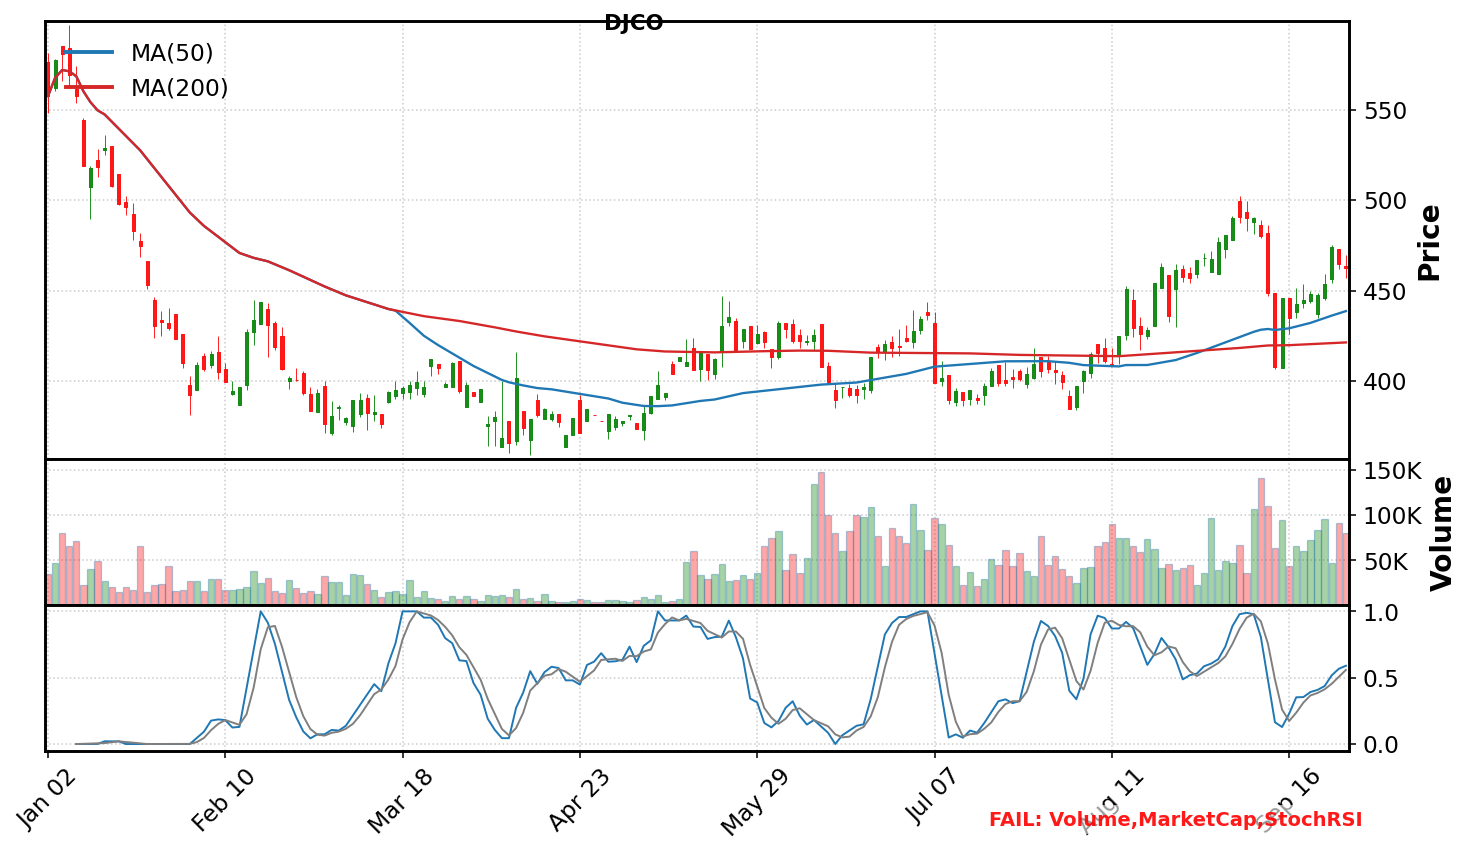 DJCO
MA(50)
MA(200)
550
500
450
400
Price
150K
100K
50K
Volume
1.0
0.5
0.0
Jan 02
Feb 10
Mar 18
Apr 23
May 29
Jul 07
Aug 11
Sep 16
FAIL: Volume,MarketCap,StochRSI